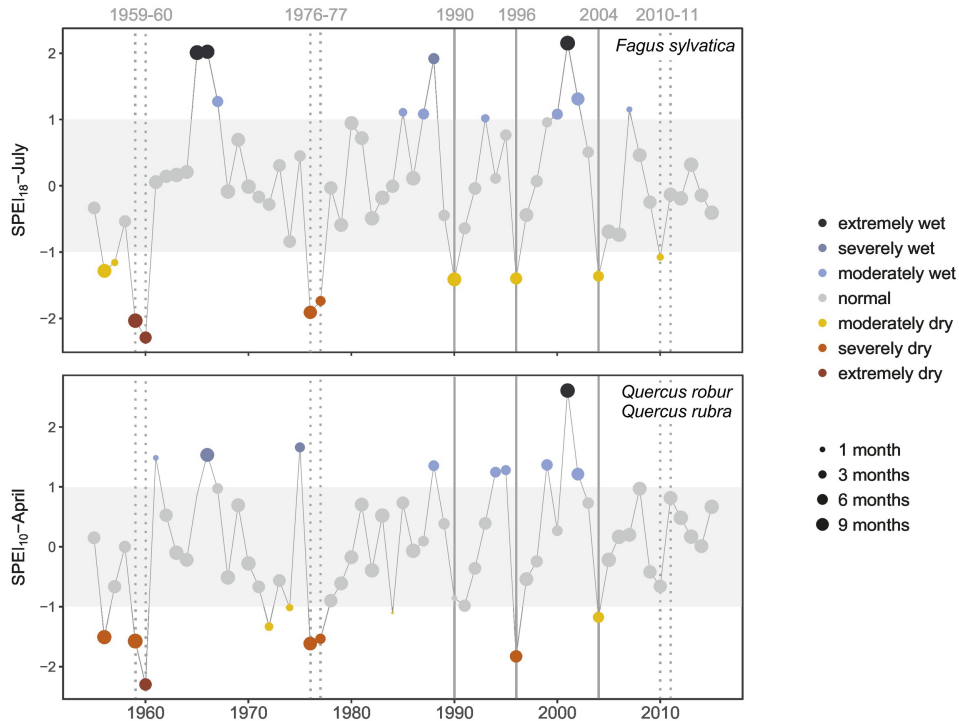 1959-60 1976-77 1990 1996 2004 2010-11
Fagus sylvatica
2
1
0
−1
−2
SPEI18−July
Quercus robur
Quercus rubra
2
1
0
−1
−2
SPEI10−April
1960 1970 1980 1990 2000 2010
extremely wet
severely wet
moderately wet
normal
moderately dry
severely dry
extremely dry
1 month
3 months
6 months
9 months